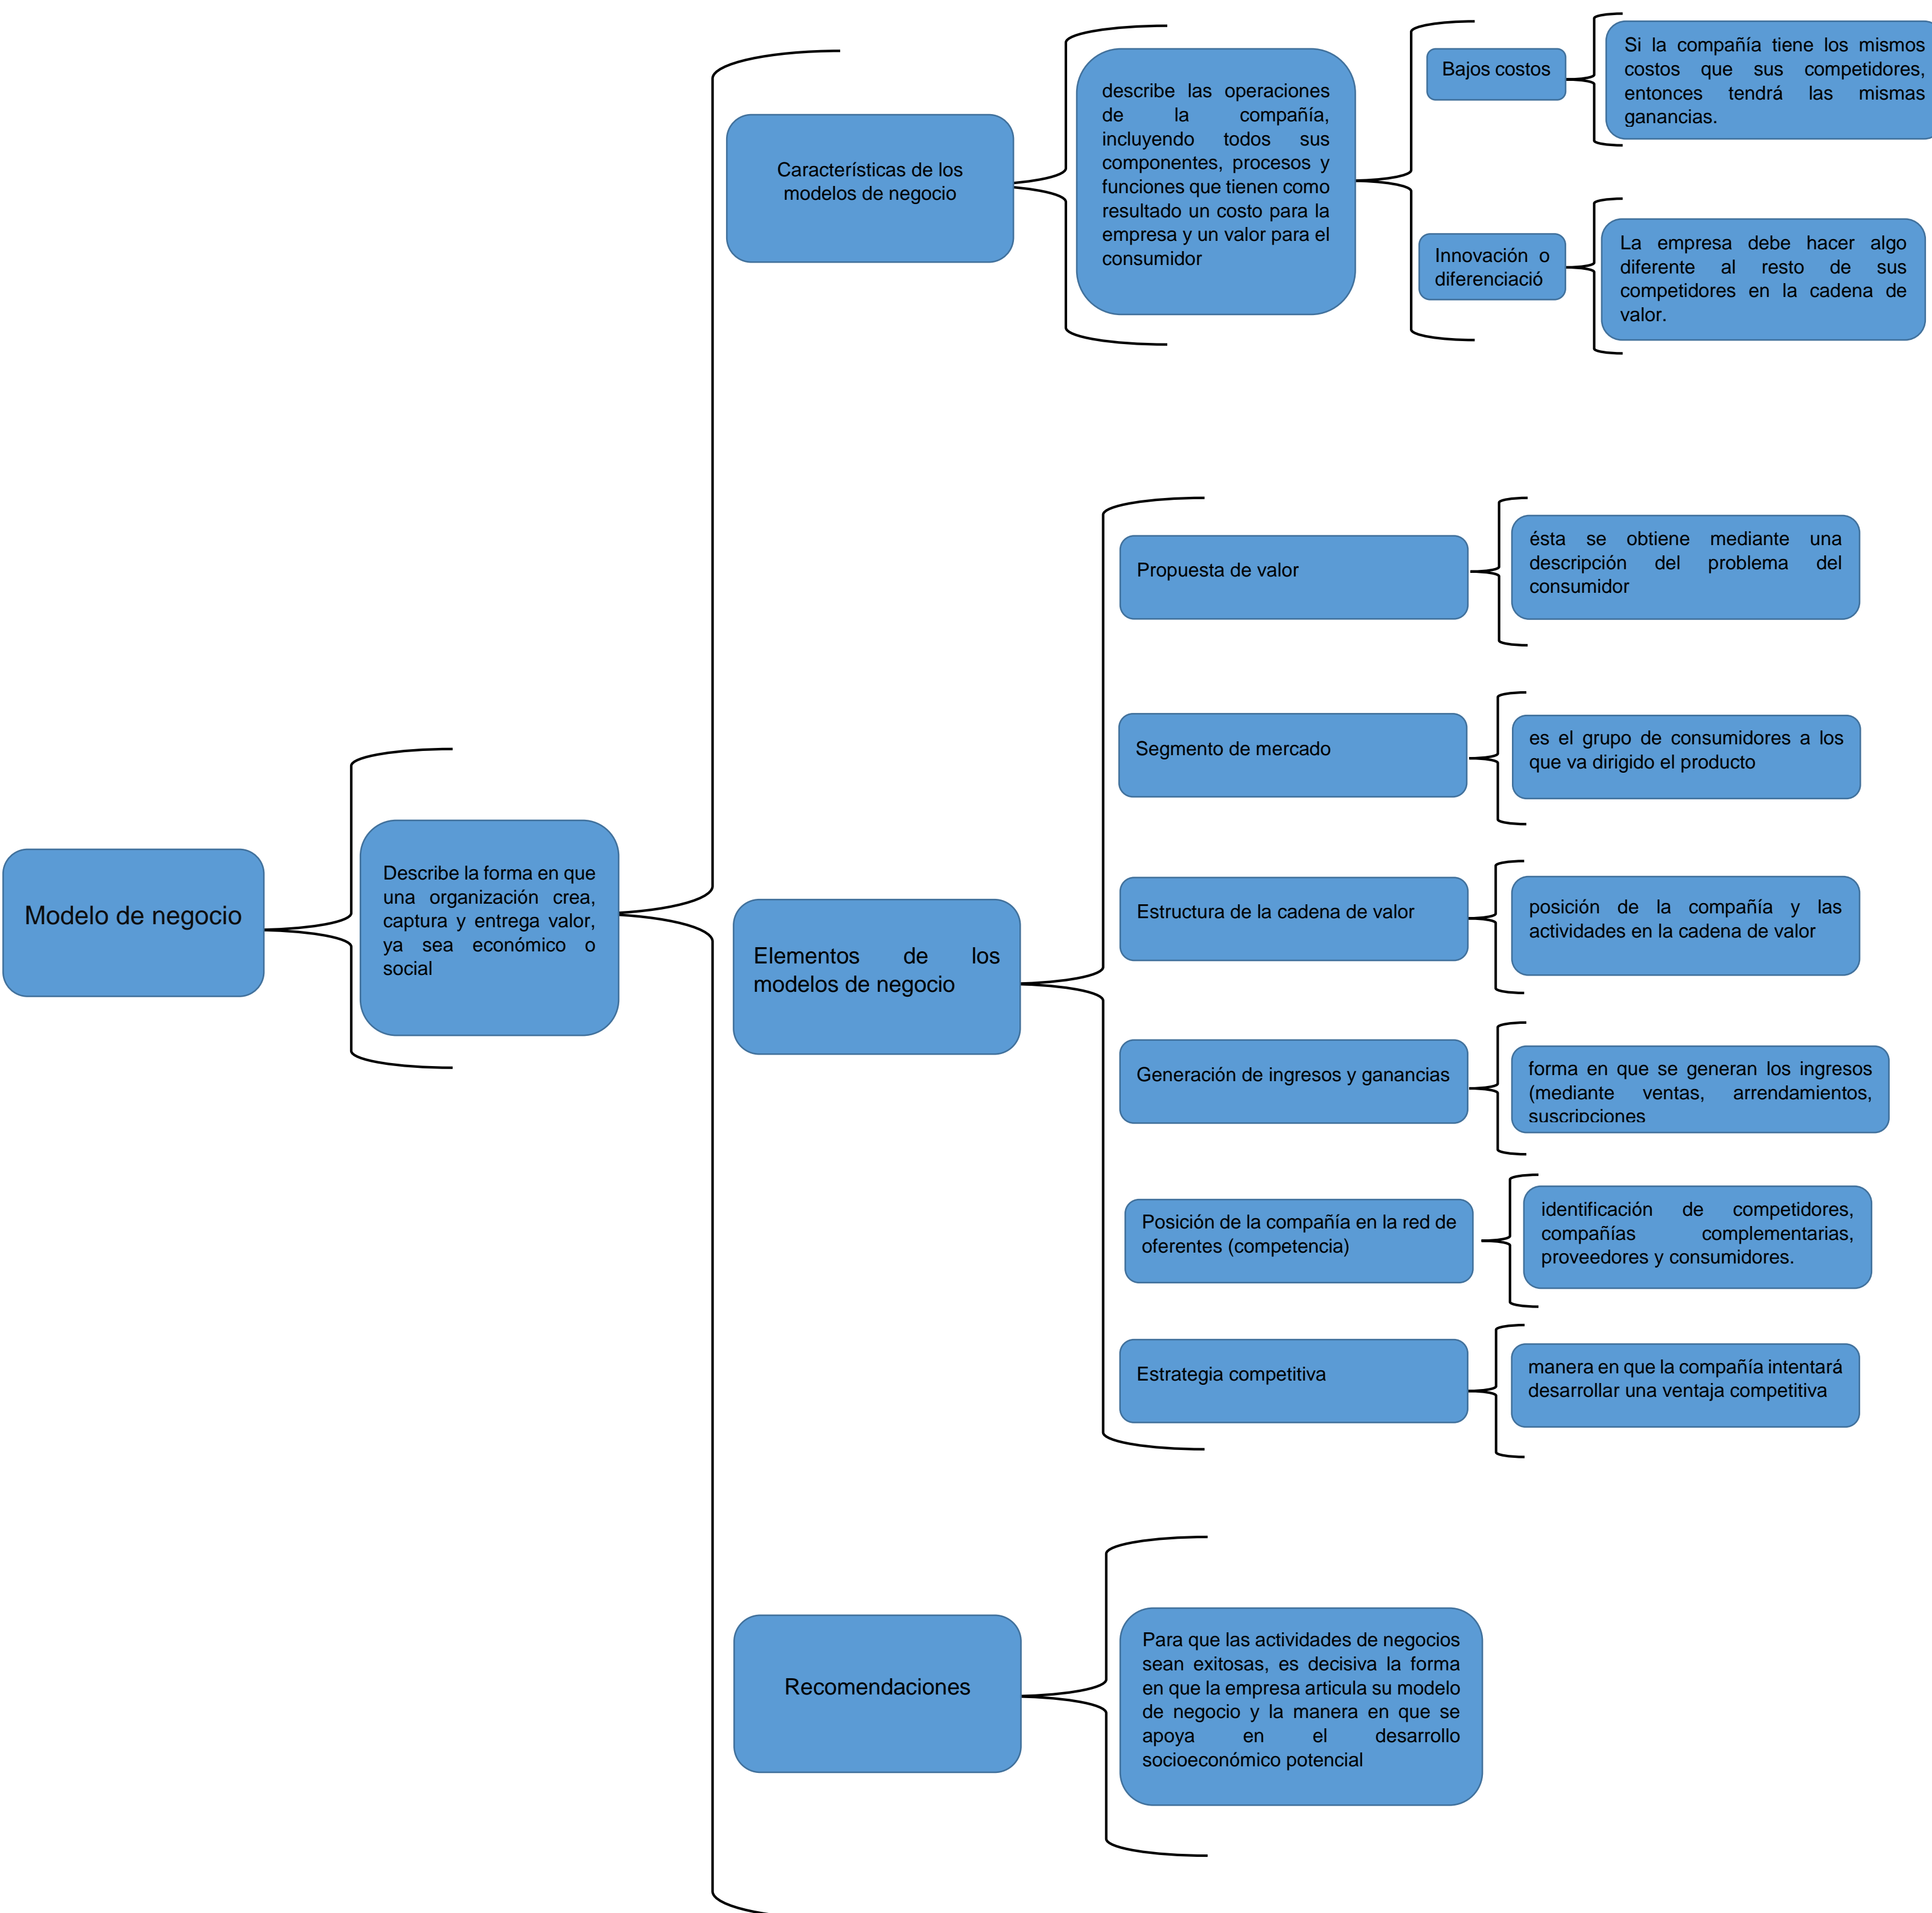 Modelo de negocio
Describe la forma en que
una organización crea,
captura y entrega valor,
ya sea económico o
social
Características de los
modelos de negocio
describe las operaciones
de la compañía,
incluyendo todos sus
componentes, procesos y
funciones que tienen como
resultado un costo para la
empresa y un valor para el
consumidor
Bajos costos
Si la compañía tiene los mismos
costos que sus competidores,
entonces tendrá las mismas
ganancias.
Innovación o
diferenciació
La empresa debe hacer algo
diferente al resto de sus
competidores en la cadena de
valor.
Elementos de los
modelos de negocio
Propuesta de valor
ésta se obtiene mediante una
descripción del problema del
consumidor
Segmento de mercado
es el grupo de consumidores a los
que va dirigido el producto
Estructura de la cadena de valor
posición de la compañía y las
actividades en la cadena de valor
Generación de ingresos y ganancias
forma en que se generan los ingresos
(mediante ventas, arrendamientos,
suscripciones
Posición de la compañía en la red de
oferentes (competencia)
identificación de competidores,
compañías complementarias,
proveedores y consumidores.
Estrategia competitiva
manera en que la compañía intentará
desarrollar una ventaja competitiva
Recomendaciones
Para que las actividades de negocios
sean exitosas, es decisiva la forma
en que la empresa articula su modelo
de negocio y la manera en que se
apoya en el desarrollo
socioeconómico potencial